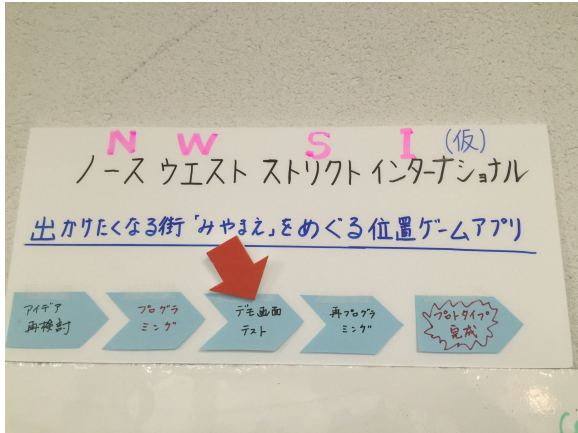 N W S I (仮)
ノース ウエスト ストリクト インターナショナル
出かけたくなる街「みやまえ」をめぐる位置ゲームアプリ
アイデア
再検討
プログラ
ミング
デモ画面
テスト
再プログラ
ミング
プロトタイプ
完成